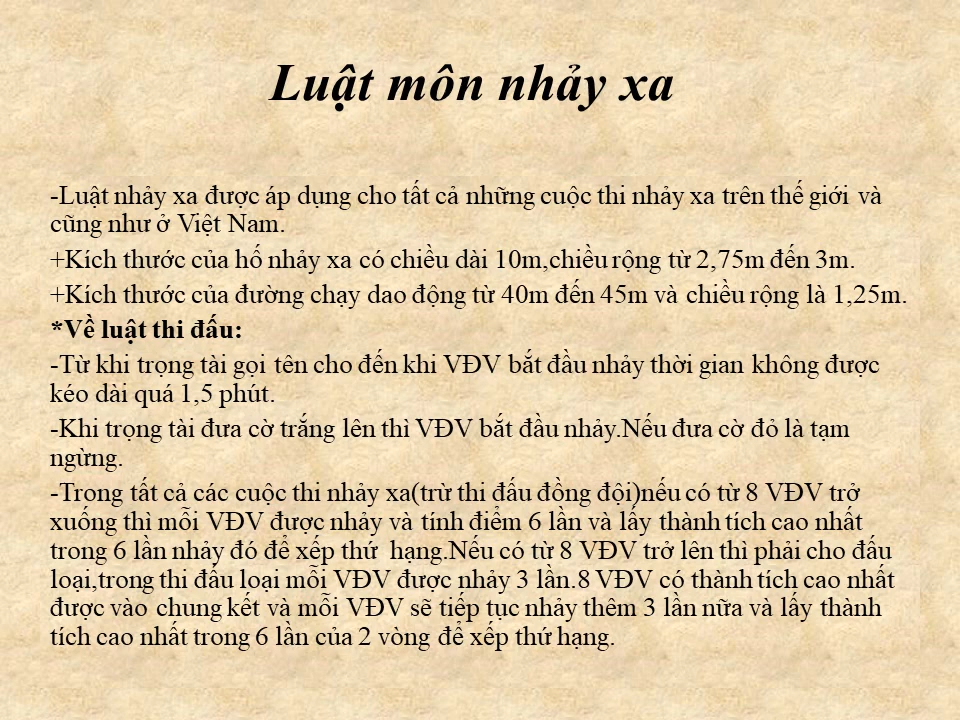 Luật môn nhảy xa
-Luật nhảy xa được áp dụng cho tất cả những cuộc thi nhảy xa trên thế giới và
cũng như ở Việt Nam.
+Kích thước của hố nhảy xa có chiều dài 10m,chiều rộng từ 2,75m đến 3m.
+Kích thước của đường chạy dao động từ 40m đến 45m và chiều rộng là 1,25m.
*Về luật thi đấu:
-Từ khi trọng tài gọi tên cho đến khi VĐV bắt đầu nhảy thời gian không được
kéo dài quá 1,5 phút.
-Khi trọng tài đưa cờ trắng lên thì VĐV bắt đầu nhảy.Nếu đưa cờ đỏ là tạm
ngừng.
-Trong tất cả các cuộc thi nhảy xa(trừ thi đấu đồng đội)nếu có từ 8 VĐV trở
xuống thì mỗi VĐV được nhảy và tính điểm 6 lần và lấy thành tích cao nhất
trong 6 lần nhảy đó để xếp thứ  hạng.Nếu có từ 8 VĐV trở lên thì phải cho đấu
loại,trong thi đấu loại mỗi VĐV được nhảy 3 lần.8 VĐV có thành tích cao nhất
được vào chung kết và mỗi VĐV sẽ tiếp tục nhảy thêm 3 lần nữa và lấy thành
tích cao nhất trong 6 lần của 2 vòng để xếp thứ hạng.